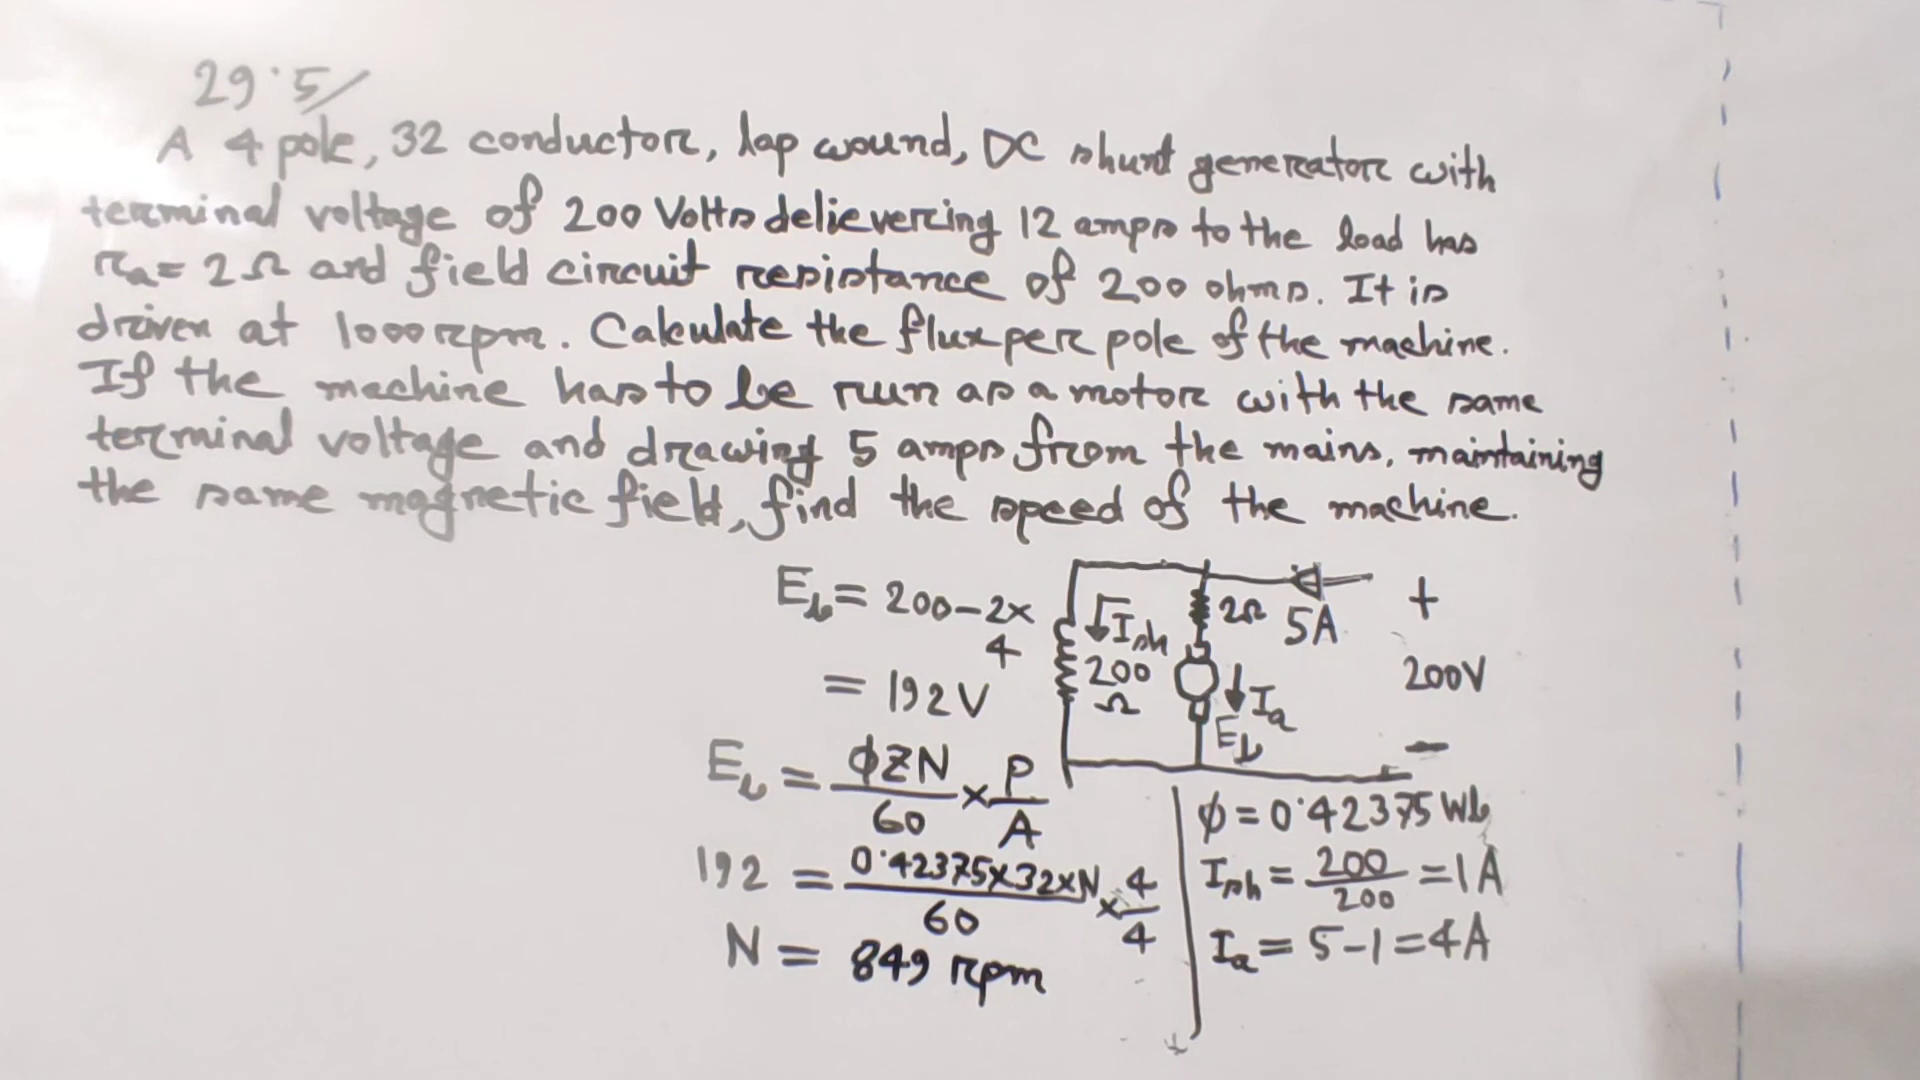 29.5/
A 4 pole, 32 conductor, lap wound, DC shunt generator with
terminal voltage of 200 Volts delievering 12 amps to the load has
ra = 2Ω and field circuit resistance of 200 ohms. It is
driven at 1000 rpm. Calculate the flux per pole of the machine.
If the machine has to be run as a motor with the same
terminal voltage and drawing 5 amps from the mains, maintaining
the same magnetic field, find the speed of the machine.
Eb = 200 - 2×4
= 192V
Eb = ϕZN/60 × P/A
192 = 0.42375×32×N/60 × 4/4
N = 849 rpm
Ish
200Ω
2Ω
5A
Ia
Eb
+
200V
-
ϕ = 0.42375 Wb
Ish = 200/200 = 1A
Ia = 5-1 = 4A